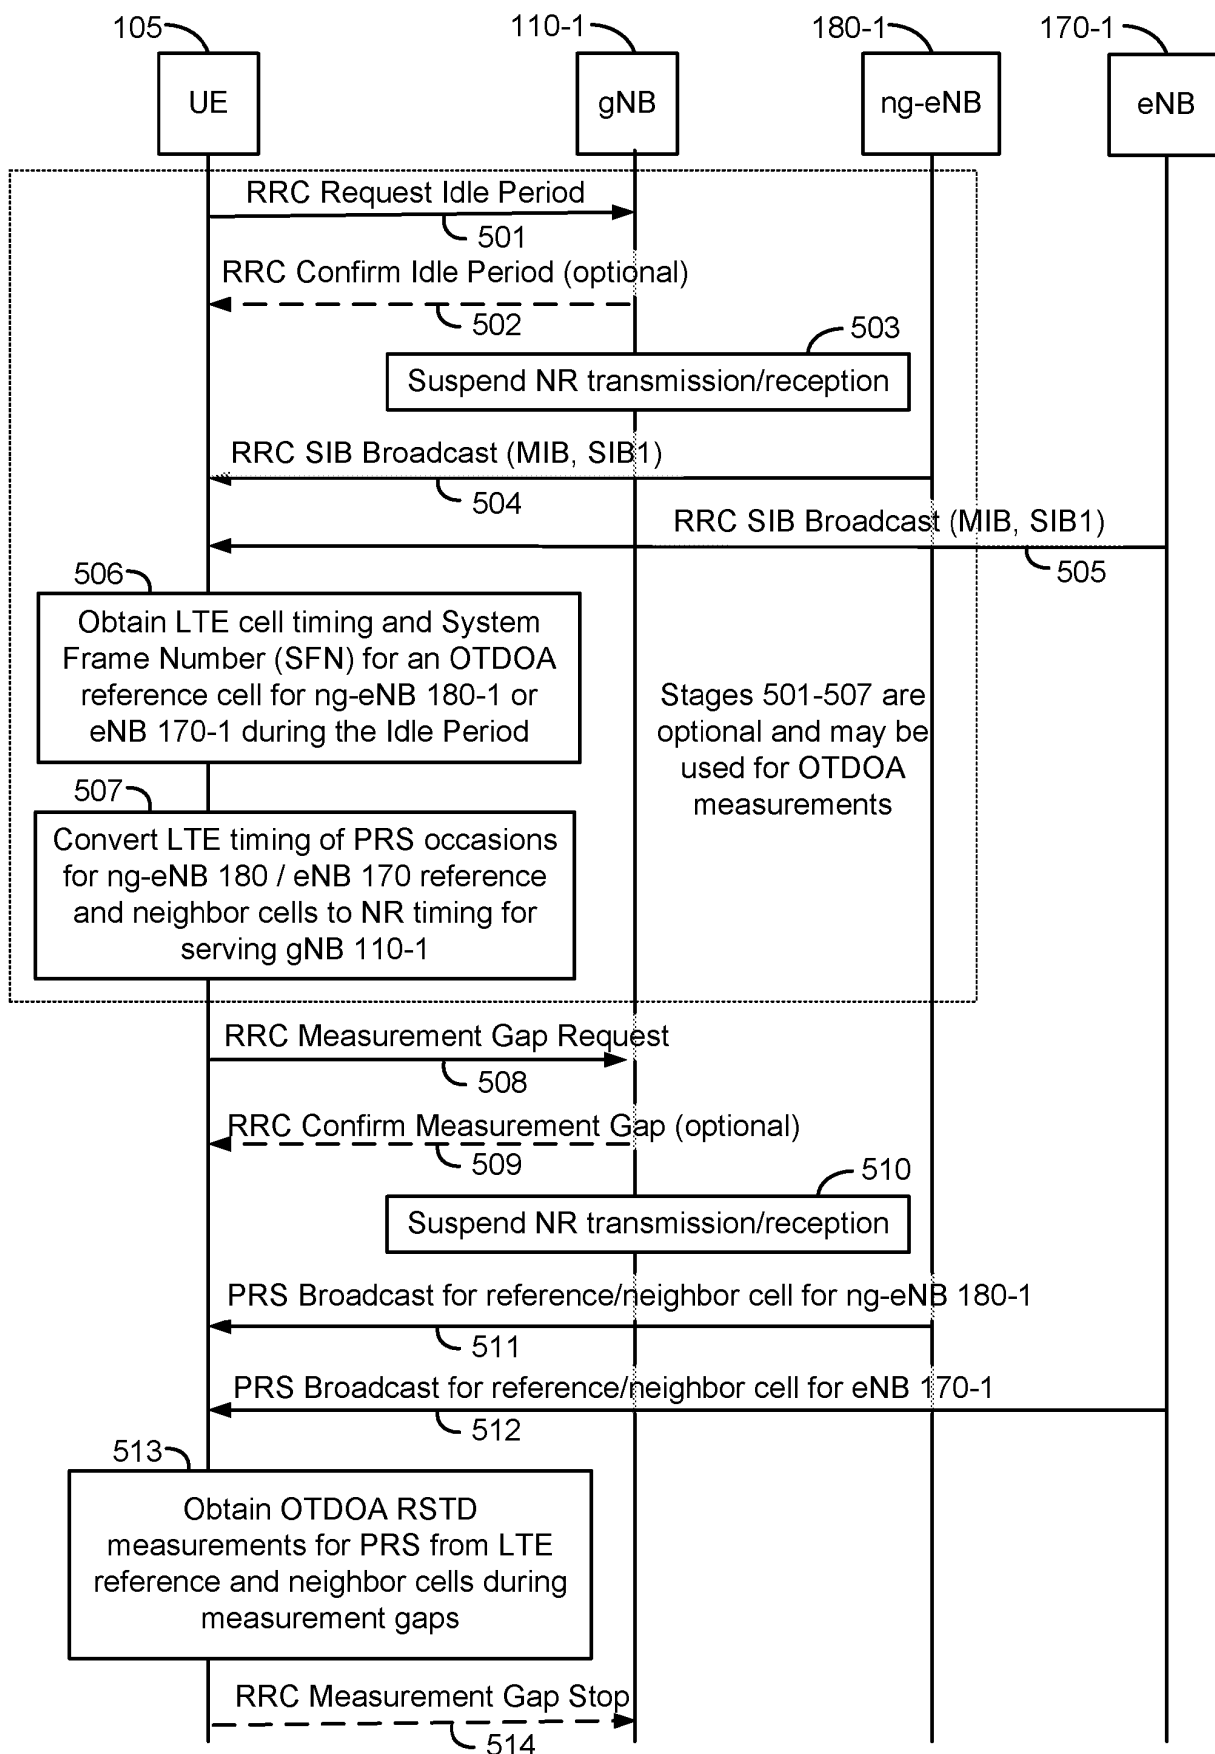 105
110-1
180-1
170-1
UE
gNB
ng-eNB
eNB
RRC Request Idle Period
501
RRC Confirm Idle Period (optional)
502
503
Suspend NR transmission/reception
RRC SIB Broadcast (MIB, SIB1)
504
RRC SIB Broadcast (MIB, SIB1)
505
506
Obtain LTE cell timing and System
Frame Number (SFN) for an OTDOA
reference cell for ng-eNB 180-1 or
eNB 170-1 during the Idle Period
Stages 501-507 are
optional and may be
used for OTDOA
measurements
507
Convert LTE timing of PRS occasions
for ng-eNB 180 / eNB 170 reference
and neighbor cells to NR timing for
serving gNB 110-1
RRC Measurement Gap Request
508
RRC Confirm Measurement Gap (optional)
509
510
Suspend NR transmission/reception
PRS Broadcast for reference/neighbor cell for ng-eNB 180-1
511
PRS Broadcast for reference/neighbor cell for eNB 170-1
512
513
Obtain OTDOA RSTD
measurements for PRS from LTE
reference and neighbor cells during
measurement gaps
RRC Measurement Gap Stop
514